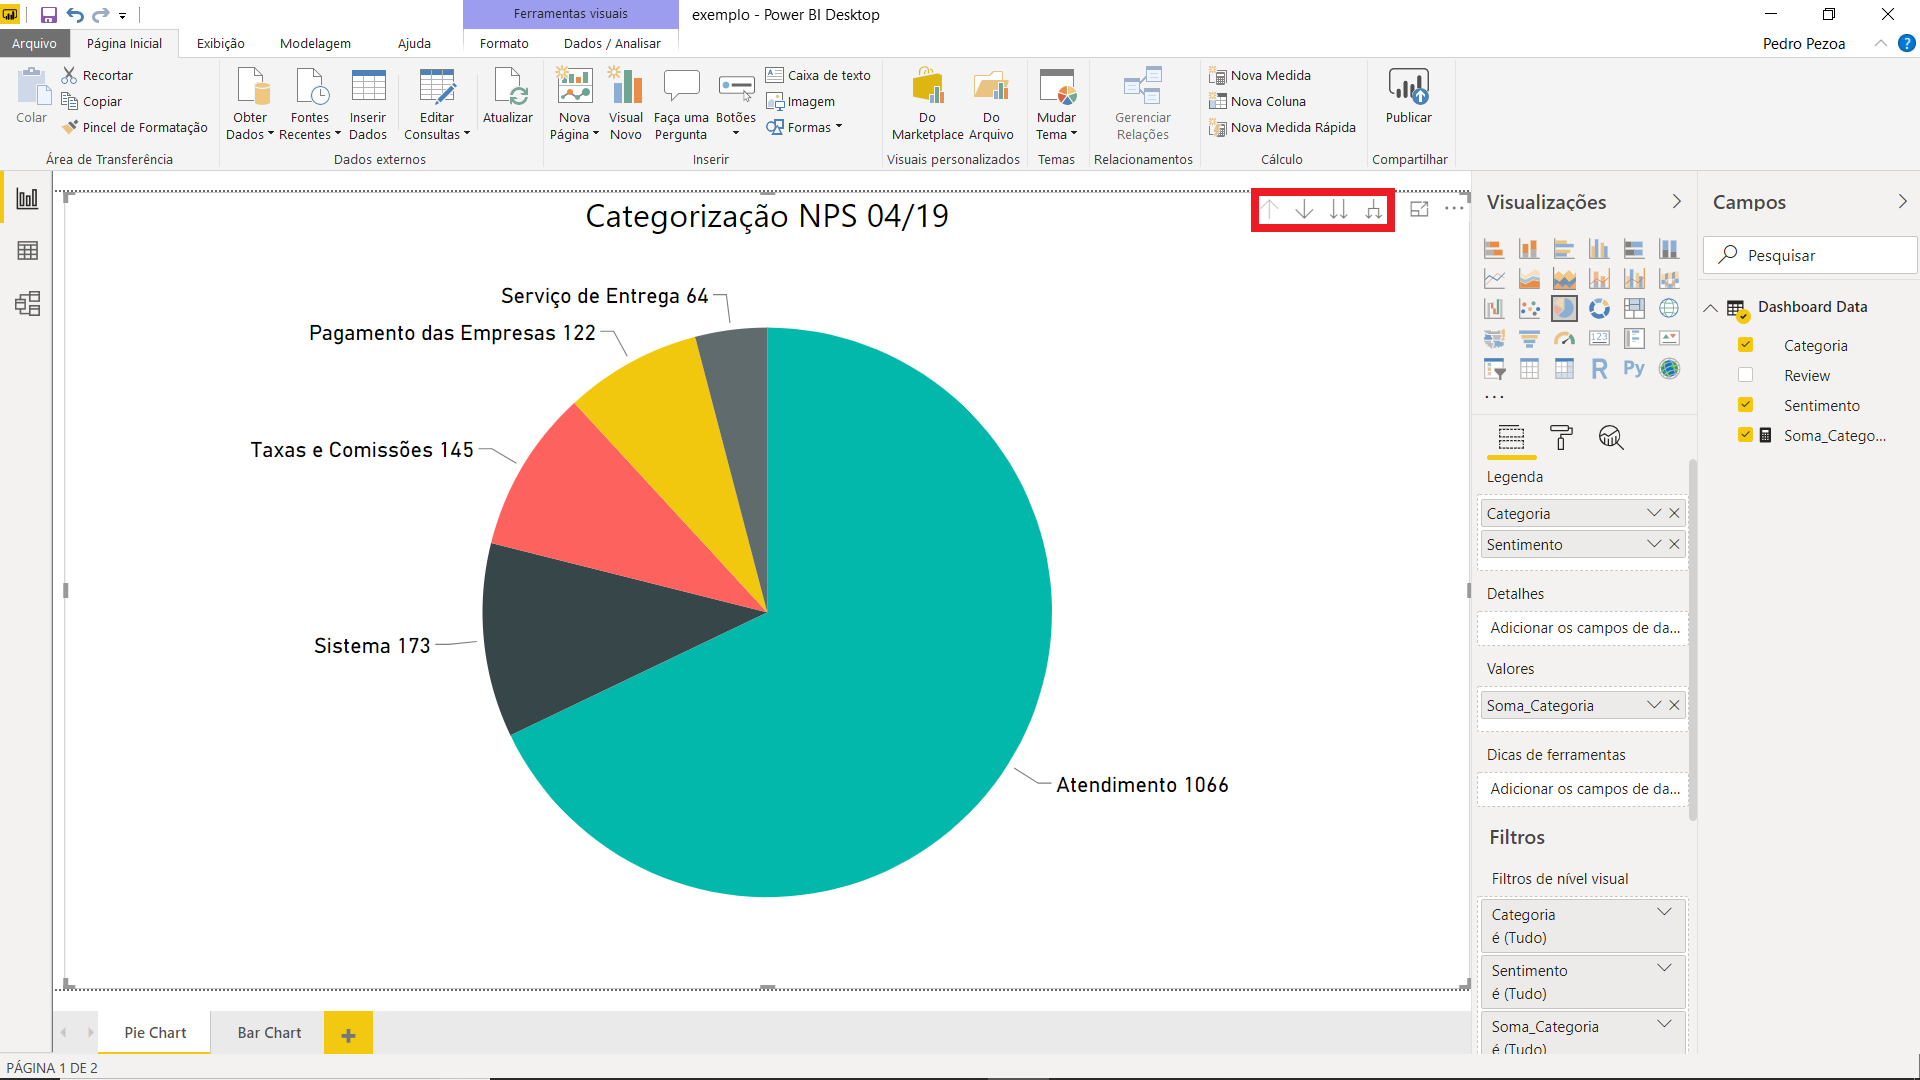 Ferramentas visuais
exemplo - Power BI Desktop
Arquivo
Página Inicial
Exibição
Modelagem
Ajuda
Formato
Dados / Analisar
Pedro Pezoa
?
Colar
Recortar
Copiar
Pincel de Formatação
Área de Transferência
Obter Dados
Fontes Recentes
Inserir Dados
Editar Consultas
Atualizar
Dados externos
Nova Página
Visual Novo
Faça uma Pergunta
Botões
Caixa de texto
Imagem
Formas
Inserir
Do Marketplace
Do Arquivo
Visuais personalizados
Mudar Tema
Temas
Gerenciar Relações
Relacionamentos
Nova Medida
Nova Coluna
Nova Medida Rápida
Cálculo
Publicar
Compartilhar
Categorização NPS 04/19
Serviço de Entrega 64
Pagamento das Empresas 122
Taxas e Comissões 145
Sistema 173
Atendimento 1066
Visualizações
123
R
Py
Legenda
Categoria
Sentimento
Detalhes
Adicionar os campos de da...
Valores
Soma_Categoria
Dicas de ferramentas
Adicionar os campos de da...
Filtros
Filtros de nível visual
Categoria
é (Tudo)
Sentimento
é (Tudo)
Soma_Categoria
é (Tudo)
Campos
Pesquisar
Dashboard Data
Categoria
Review
Sentimento
Soma_Catego...
Pie Chart
Bar Chart
PÁGINA 1 DE 2